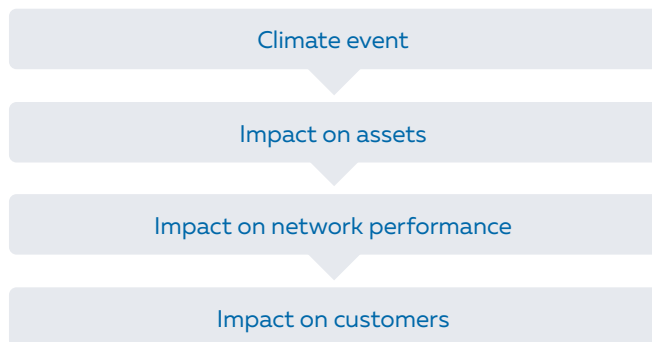 Climate event
Impact on assets
Impact on network performance
Impact on customers